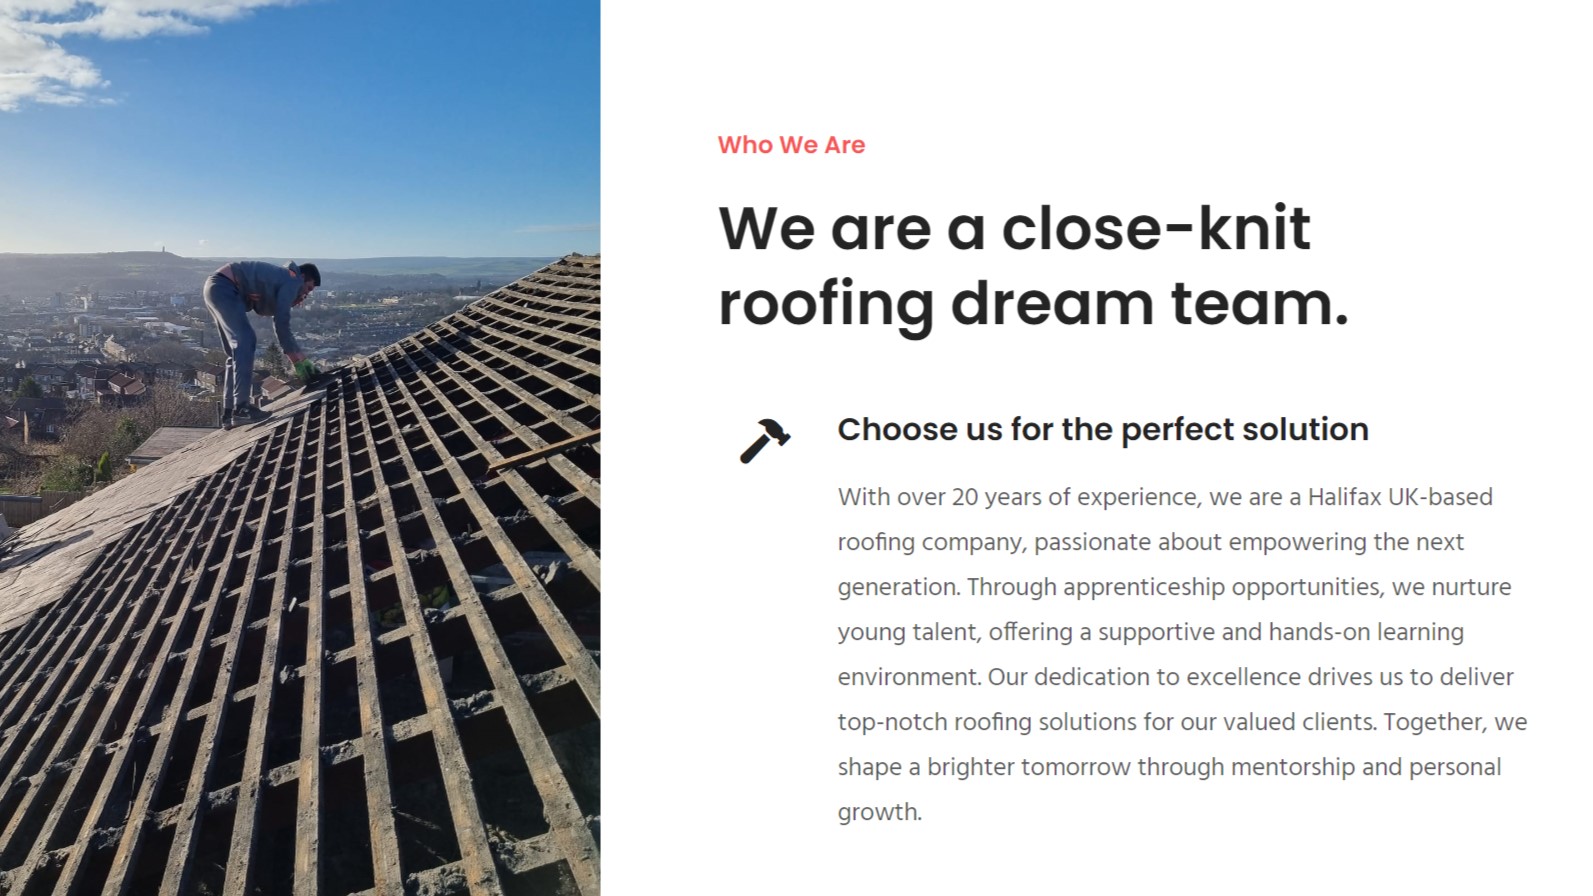 Who We Are
We are a close-knit
roofing dream team.
Choose us for the perfect solution
With over 20 years of experience, we are a Halifax UK-based
roofing company, passionate about empowering the next
generation. Through apprenticeship opportunities, we nurture
young talent, offering a supportive and hands-on learning
environment. Our dedication to excellence drives us to deliver
top-notch roofing solutions for our valued clients. Together, we
shape a brighter tomorrow through mentorship and personal
growth.